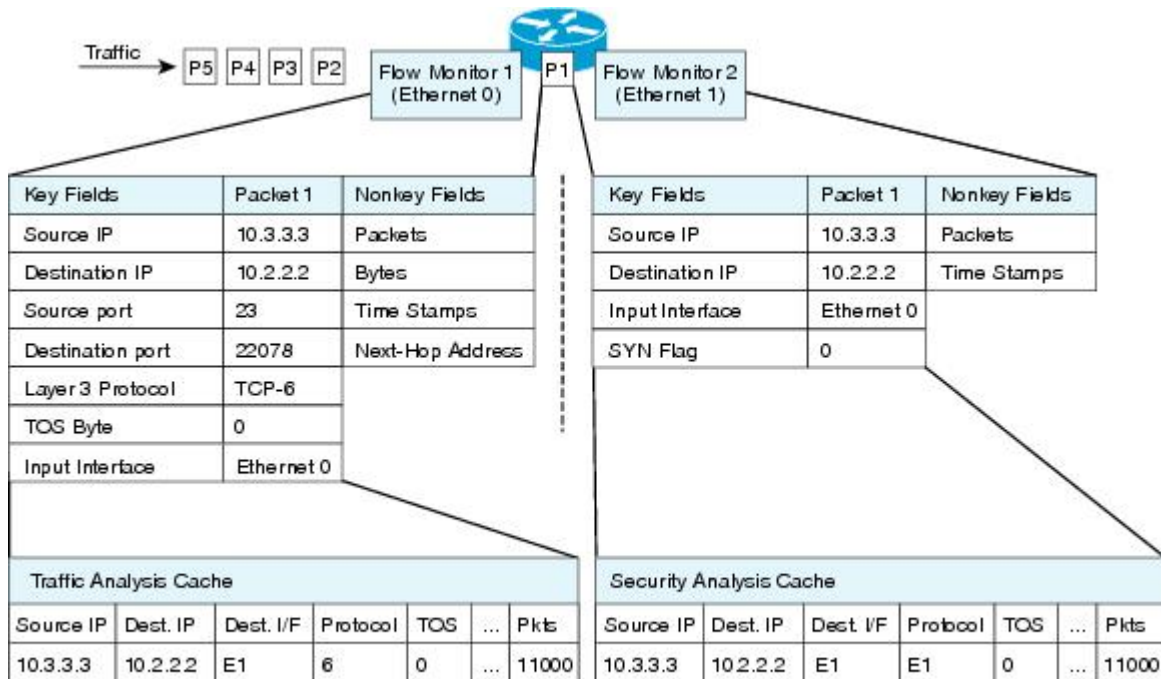 Traffic
P5 P4 P3 P2
Flow Monitor 1
(Ethernet 0)
P1
Flow Monitor 2
(Ethernet 1)
Key Fields Packet 1 Nonkey Fields
Source IP 10.3.3.3 Packets
Destination IP 10.2.2.2 Bytes
Source port 23 Time Stamps
Destination port 22078 Next-Hop Address
Layer 3 Protocol TCP-6
TOS Byte 0
Input Interface Ethernet 0
Key Fields Packet 1 Nonkey Fields
Source IP 10.3.3.3 Packets
Destination IP 10.2.2.2 Time Stamps
Input Interface Ethernet 0
SYN Flag 0
Traffic Analysis Cache
Source IP Dest. IP Dest. I/F Protocol TOS ... Pkts
10.3.3.3 10.2.2.2 E1 6 0 ... 11000
Security Analysis Cache
Source IP Dest. IP Dest. I/F Protocol TOS ... Pkts
10.3.3.3 10.2.2.2 E1 E1 0 ... 11000